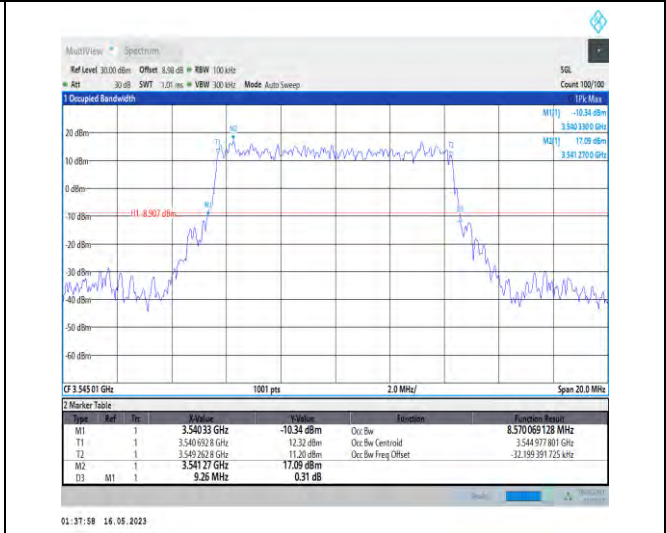 MultiView Spectrum
Ref Level 30.00 dBm Offset 8.98 dB RBW 100 kHz SGL
Att 30 dB SWT 1.01 ms VBW 300 kHz Mode Auto Sweep Count 100/100
1 Occupied Bandwidth 1Pk Max
M1[1] -10.34 dBm
3.540 330 0 GHz
M2[1] 17.09 dBm
3.541 270 0 GHz
M2
T1
T2
20 dBm
10 dBm
0 dBm
M1
H1 -8.907 dBm
-10 dBm
-20 dBm
-30 dBm
-40 dBm
-50 dBm
-60 dBm
CF 3.545 01 GHz 1001 pts 2.0 MHz/ Span 20.0 MHz
2 Marker Table
Type Ref Trc X-Value Y-Value Function Function Result
M1 1 3.540 33 GHz -10.34 dBm Occ Bw 8.570 069 128 MHz
T1 1 3.540 692 8 GHz 12.32 dBm Occ Bw Centroid 3.544 977 801 GHz
T2 1 3.549 262 8 GHz 11.20 dBm Occ Bw Freq Offset -32.199 391 725 kHz
M2 1 3.541 27 GHz 17.09 dBm
D3 M1 1 9.26 MHz 0.31 dB
01:37:58 16.05.2023